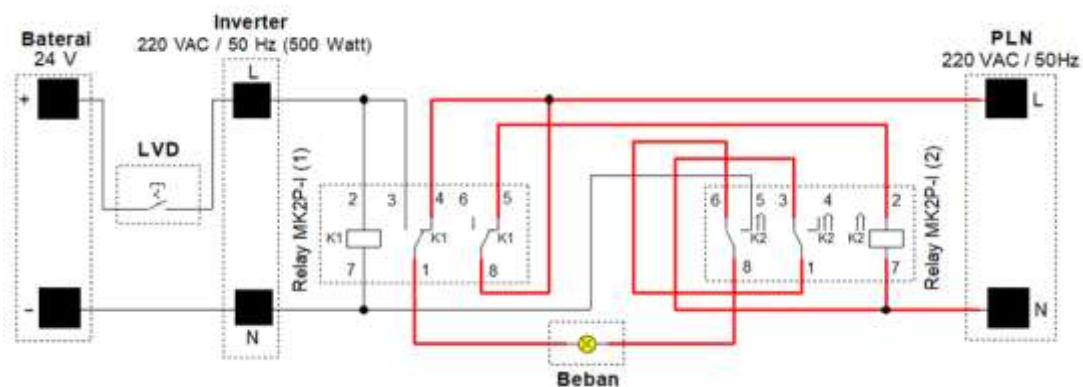 Baterai
24 V
+
-
LVD
Inverter
220 VAC / 50 Hz (500 Watt)
L
N
Relay MK2P-I (1)
2 3 4 6 5
K1 K1 K1
7 1 8
Beban
6 5 3 4 2
K2 K2 K2
8 1 7
Relay MK2P-I (2)
PLN
220 VAC / 50Hz
L
N